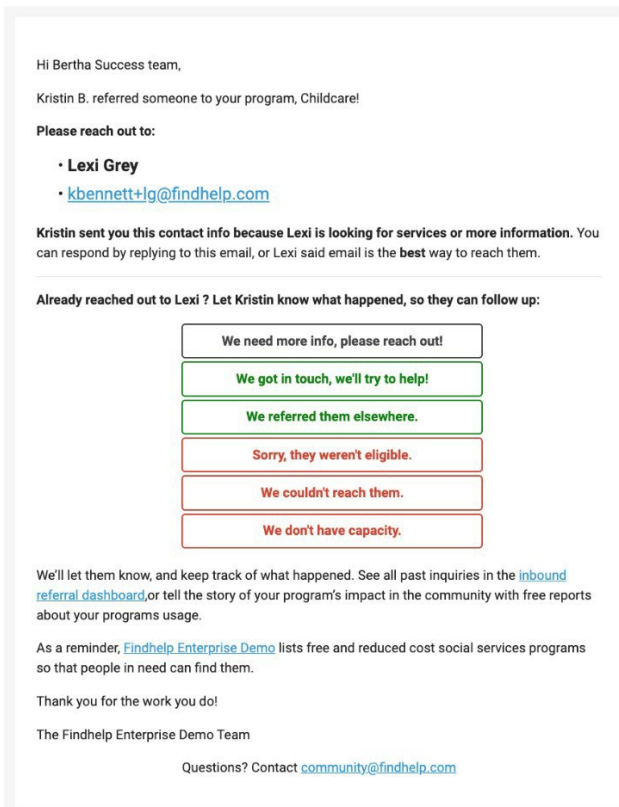 Hi Bertha Success team,
Kristin B. referred someone to your program, Childcare!
Please reach out to:
• Lexi Grey
• kbennett+lg@findhelp.com
Kristin sent you this contact info because Lexi is looking for services or more information. You
can respond by replying to this email, or Lexi said email is the best way to reach them.
Already reached out to Lexi ? Let Kristin know what happened, so they can follow up:
We need more info, please reach out!
We got in touch, we'll try to help!
We referred them elsewhere.
Sorry, they weren't eligible.
We couldn't reach them.
We don't have capacity.
We'll let them know, and keep track of what happened. See all past inquiries in the inbound
referral dashboard,or tell the story of your program's impact in the community with free reports
about your programs usage.
As a reminder, Findhelp Enterprise Demo lists free and reduced cost social services programs
so that people in need can find them.
Thank you for the work you do!
The Findhelp Enterprise Demo Team
Questions? Contact community@findhelp.com